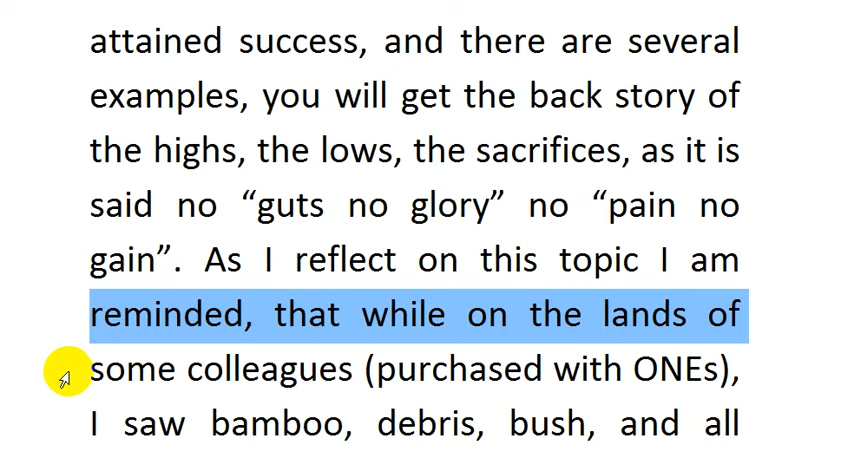 attained success, and there are several
examples, you will get the back story of
the highs, the lows, the sacrifices, as it is
said no “guts no glory” no “pain no
gain”. As I reflect on this topic I am
reminded, that while on the lands of
some colleagues (purchased with ONEs),
I saw bamboo, debris, bush, and all